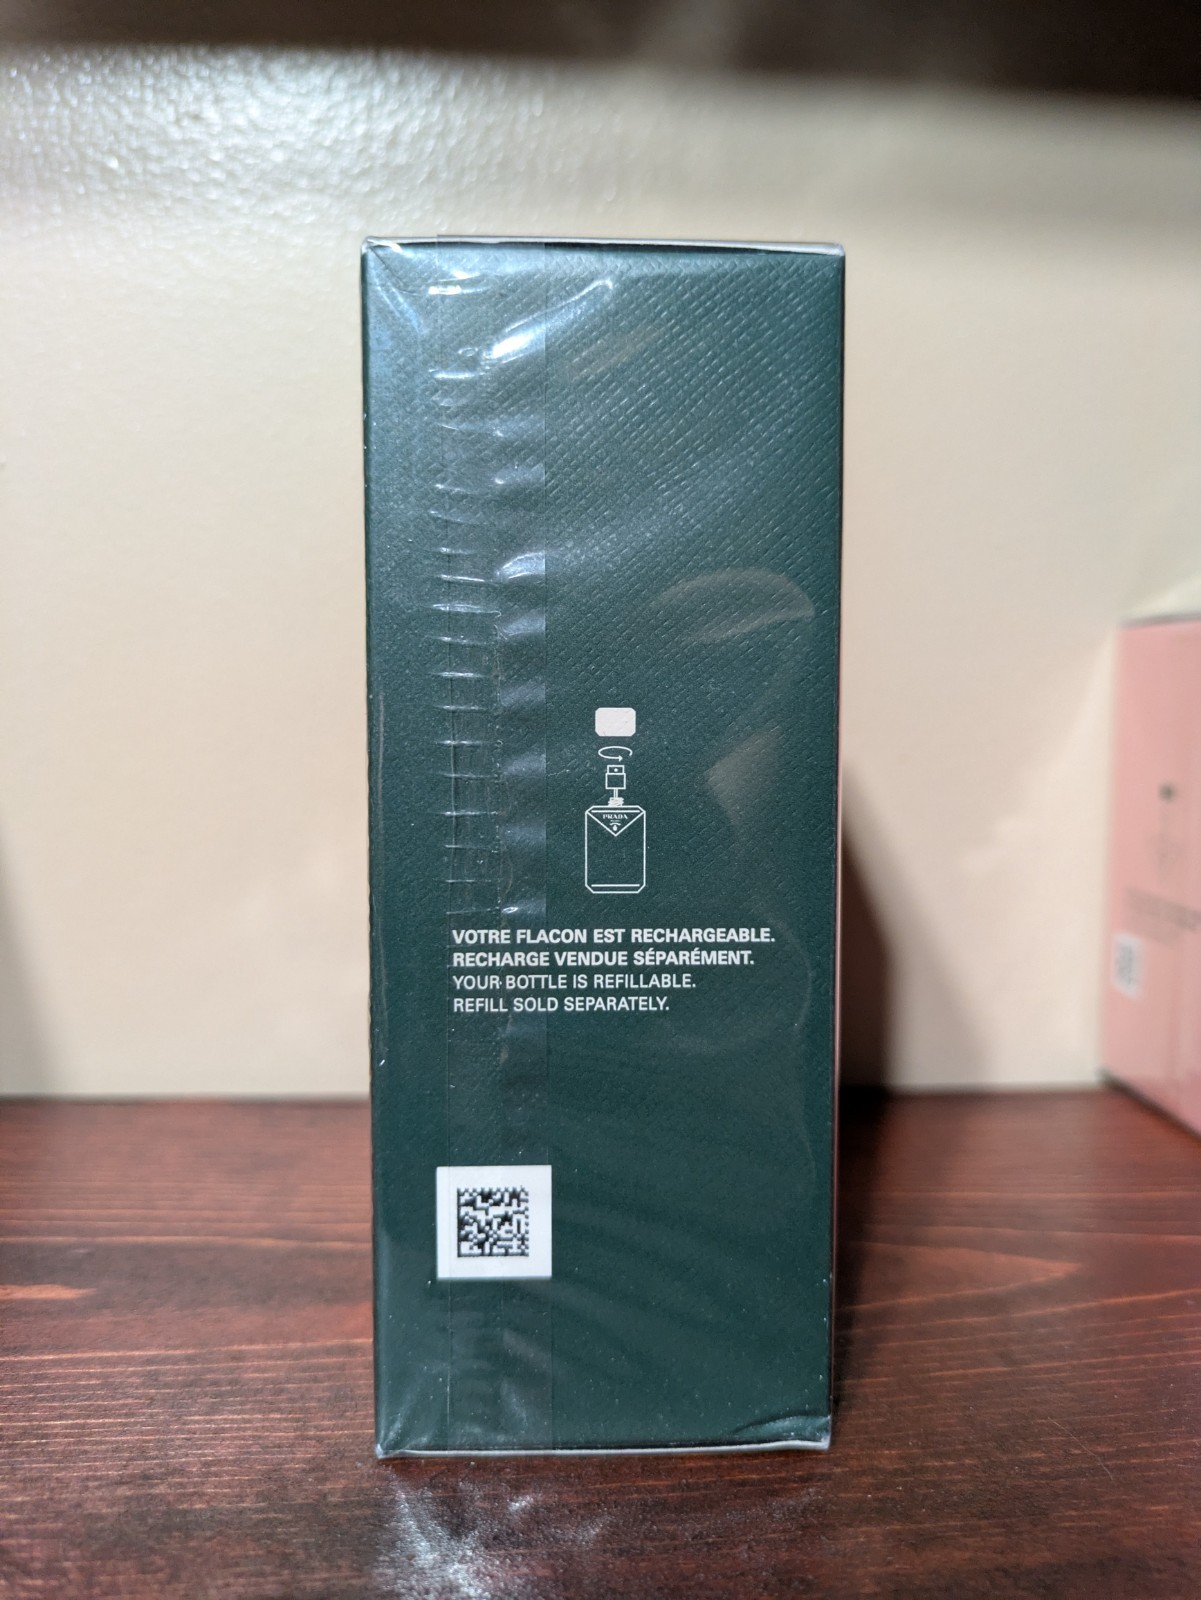 PRADA
VOTRE FLACON EST RECHARGEABLE.
RECHARGE VENDUE SÉPARÉMENT.
YOUR BOTTLE IS REFILLABLE.
REFILL SOLD SEPARATELY.